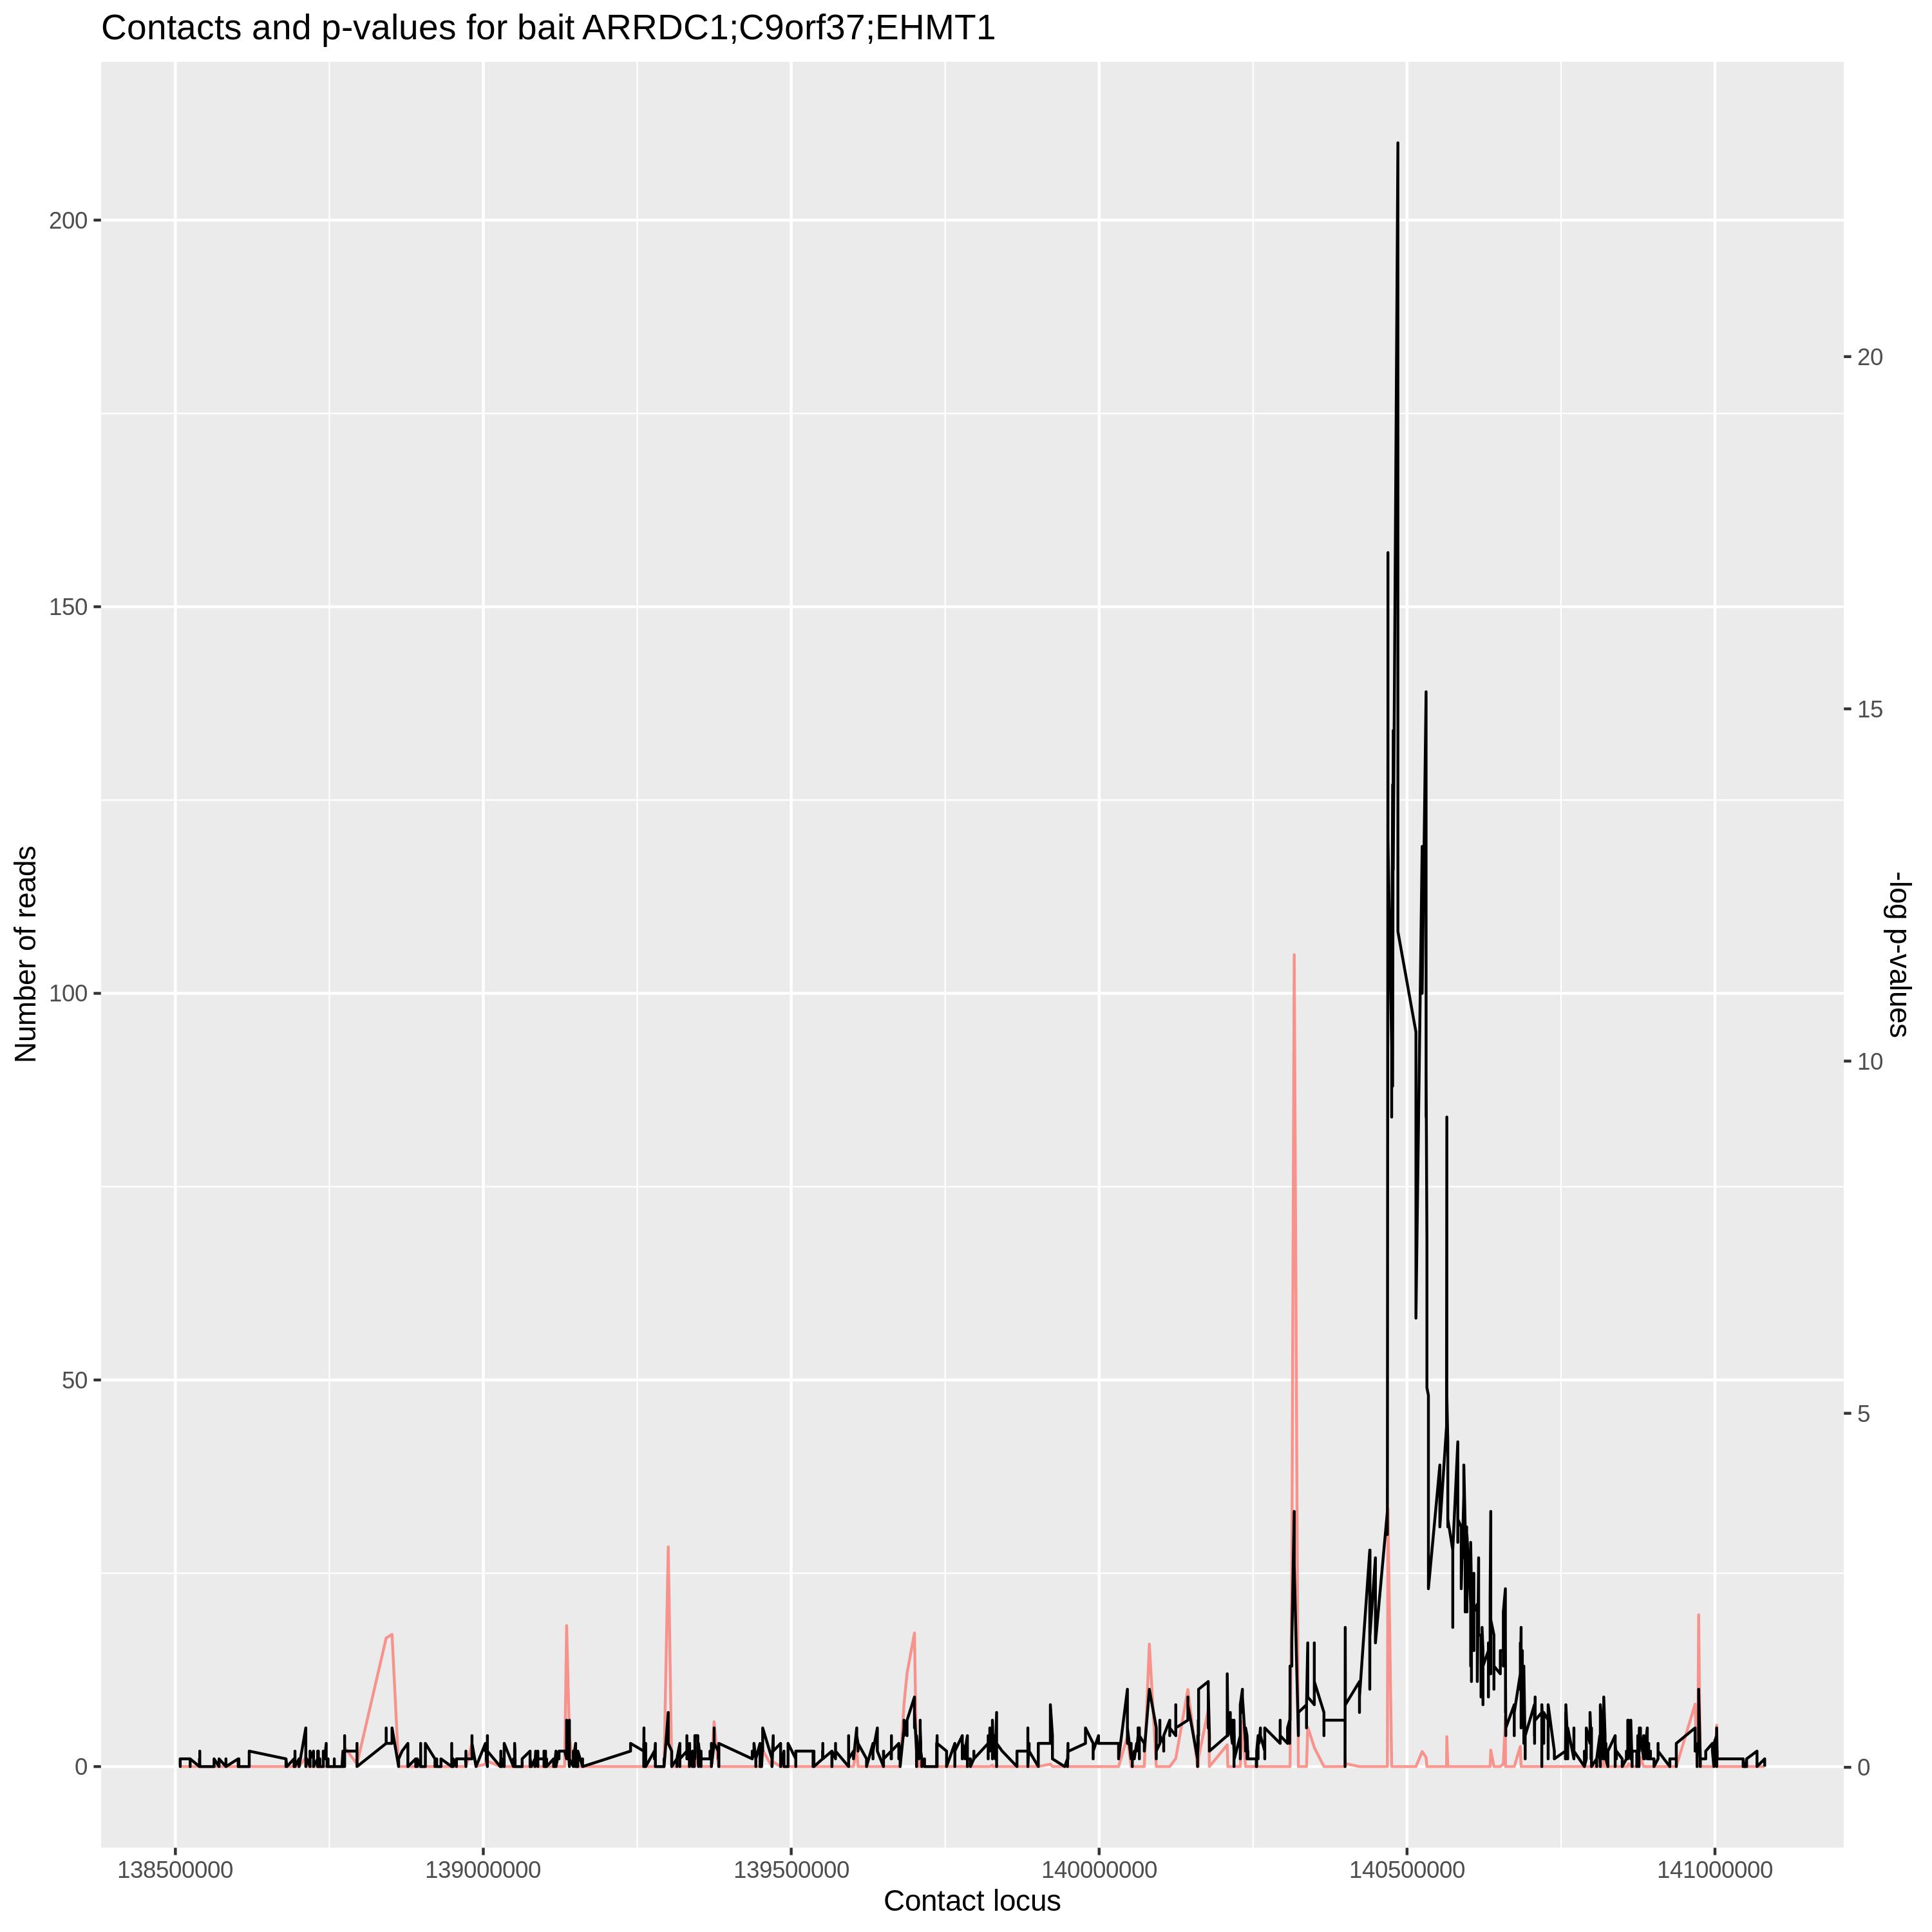 Contacts and p-values for bait ARRDC1;C9orf37;EHMT1
200
150
100
50
0
Number of reads
20
15
10
5
0
-log p-values
138500000 139000000 139500000 140000000 140500000 141000000
Contact locus